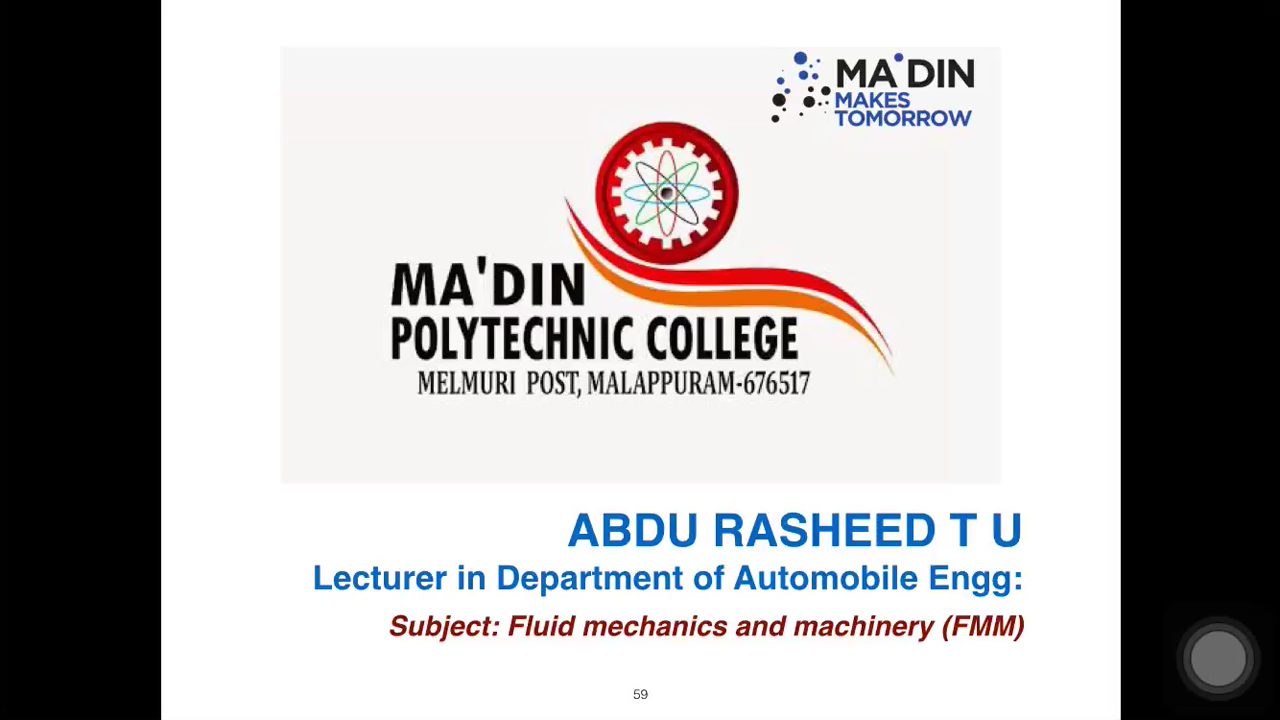 MA'DIN
MAKES
TOMORROW
MA'DIN
POLYTECHNIC COLLEGE
MELMURI POST, MALAPPURAM-676517
ABDU RASHEED T U
Lecturer in Department of Automobile Engg:
Subject: Fluid mechanics and machinery (FMM)
59